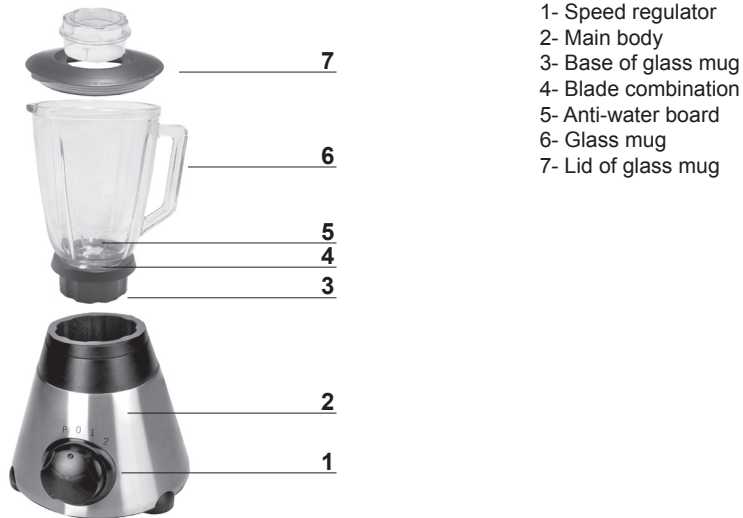 1- Speed regulator
2- Main body
3- Base of glass mug
4- Blade combination
5- Anti-water board
6- Glass mug
7- Lid of glass mug
7
6
5
4
3
2
P 0 1 2
1